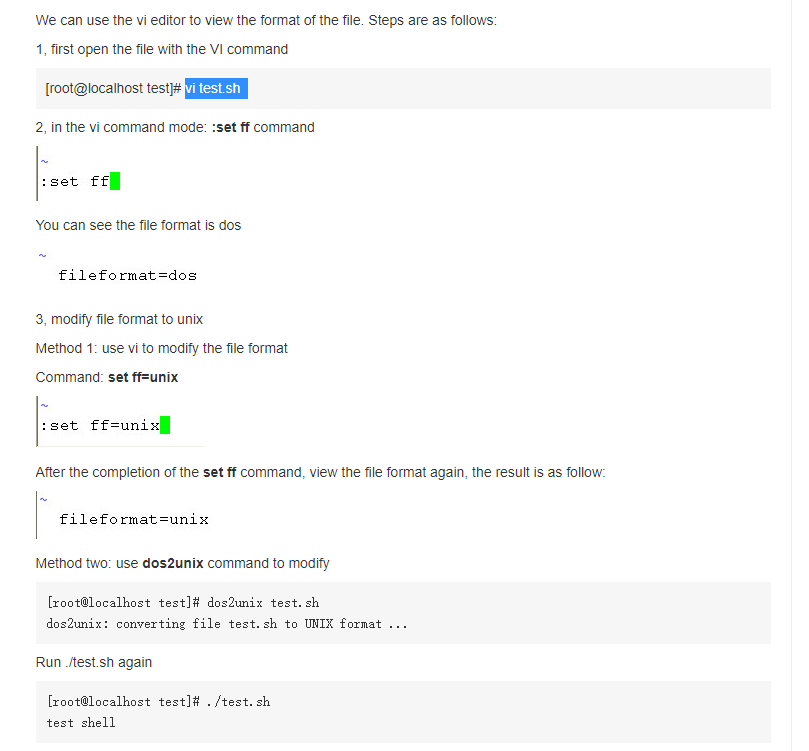 We can use the vi editor to view the format of the file. Steps are as follows:
1, first open the file with the VI command
[root@localhost test]# vi test.sh
2, in the vi command mode: :set ff command
~
:set ff
You can see the file format is dos
~
fileformat=dos
3, modify file format to unix
Method 1: use vi to modify the file format
Command: set ff=unix
~
:set ff=unix
After the completion of the set ff command, view the file format again, the result is as follow:
~
fileformat=unix
Method two: use dos2unix command to modify
[root@localhost test]# dos2unix test.sh
dos2unix: converting file test.sh to UNIX format ...
Run ./test.sh again
[root@localhost test]# ./test.sh
test shell